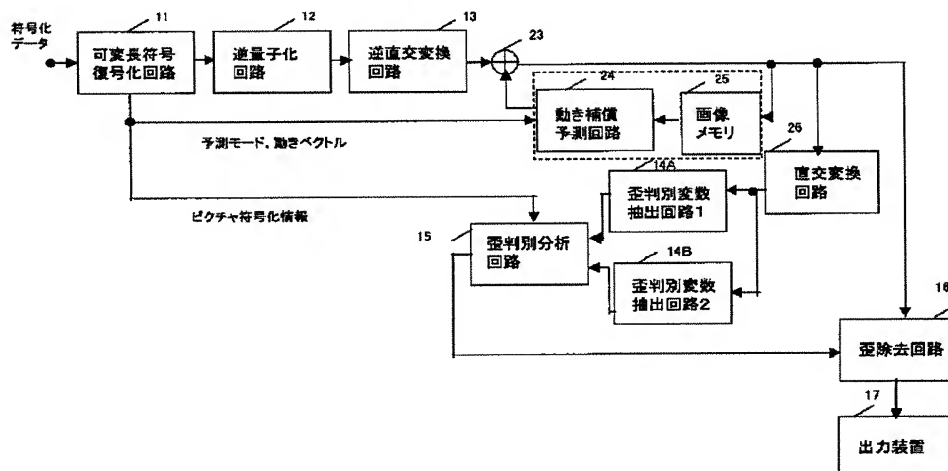 符号化
データ
11
可変長符号
復号化回路
12
逆量子化
回路
13
逆直交変換
回路
23
24
動き補償
予測回路
25
画像
メモリ
26
直交変換
回路
予測モード、動きベクトル
ピクチャ符号化情報
14A
歪判別変数
抽出回路1
15
歪判別分析
回路
14B
歪判別変数
抽出回路2
16
歪除去回路
17
出力装置